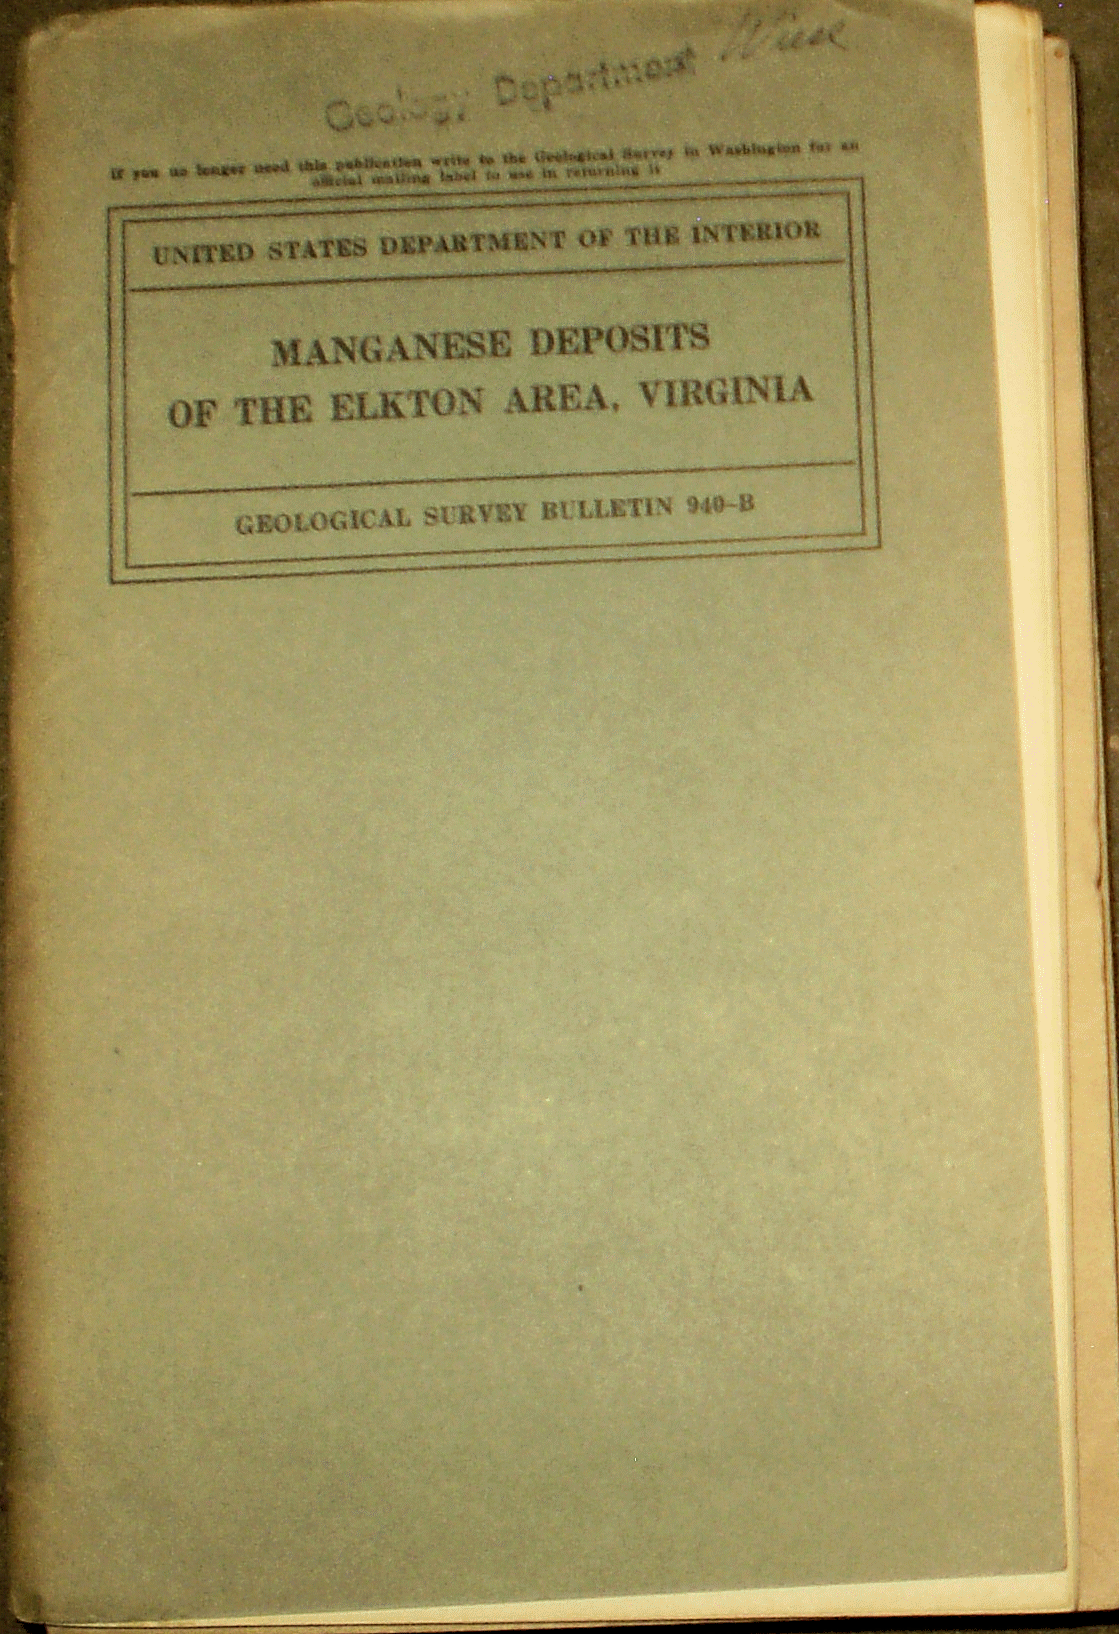 Geology Department
If you no longer need this publication write to the Geological Survey in Washington for an
official mailing label to use in returning it
UNITED STATES DEPARTMENT OF THE INTERIOR
MANGANESE DEPOSITS
OF THE ELKTON AREA, VIRGINIA
GEOLOGICAL SURVEY BULLETIN 940-B